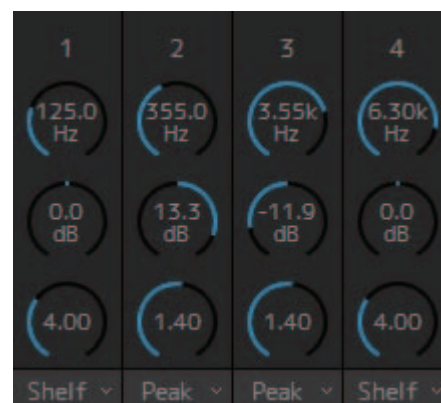 1 2 3 4
125.0 355.0 3.55k 6.30k
Hz Hz Hz Hz
0.0 13.3 -11.9 0.0
dB dB dB dB
4.00 1.40 1.40 4.00
Shelf Peak Peak Shelf